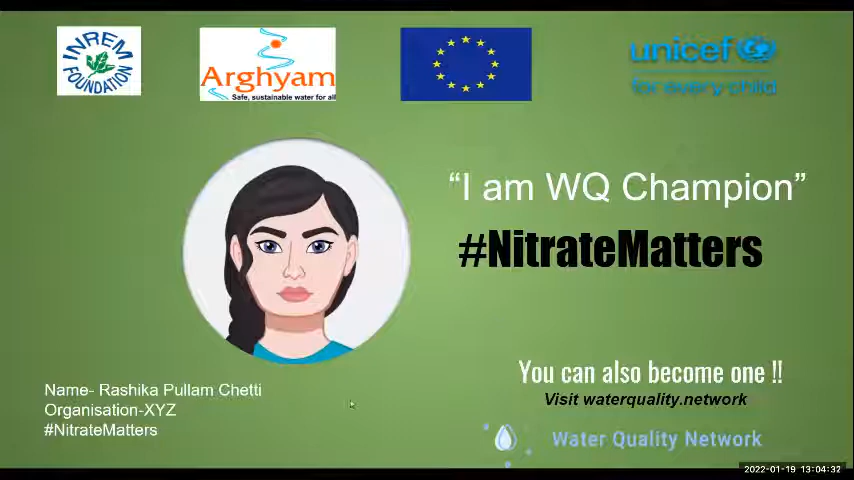 INREM
FOUNDATION
Arghyam
Safe, sustainable water for all
unicef
for every child
“I am WQ Champion”
#NitrateMatters
Name- Rashika Pullam Chetti
Organisation-XYZ
#NitrateMatters
You can also become one !!
Visit waterquality.network
Water Quality Network
2022-01-19 13:04:32